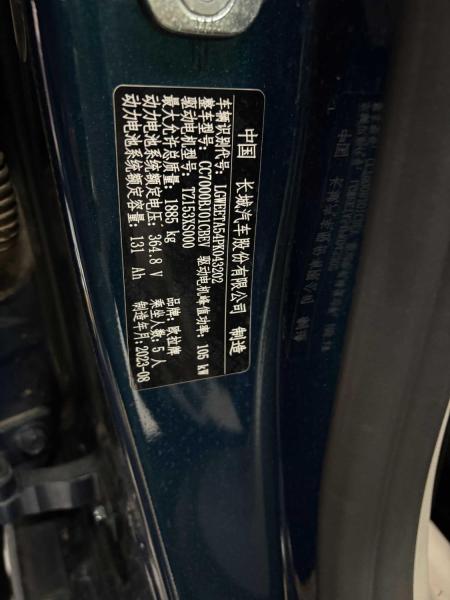 中国 长城汽车股份有限公司 制造
车辆识别代号: LGWEETA54PK043202
整车型号: CC7000BJ01CBEV 驱动电机峰值功率: 105 kW
驱动电机型号: TZ153XS000
最大允许总质量: 1885 kg 品牌: 欧拉牌
动力电池系统额定电压: 364.8 V 乘坐人数: 5 人
动力电池系统额定容量: 131 Ah 制造年月: 2023-08